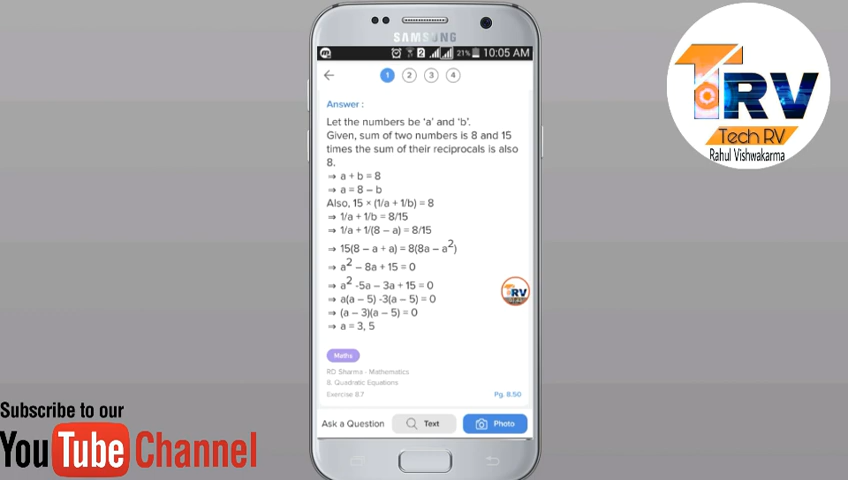 SAMSUNG
2 21% 10:05 AM
1 2 3 4
Answer :
Let the numbers be 'a' and 'b'.
Given, sum of two numbers is 8 and 15
times the sum of their reciprocals is also
8.
⇒ a + b = 8
⇒ a = 8 – b
Also, 15 × (1/a + 1/b) = 8
⇒ 1/a + 1/b = 8/15
⇒ 1/a + 1/(8 – a) = 8/15
⇒ 15(8 – a + a) = 8(8a – a²)
⇒ a² – 8a + 15 = 0
⇒ a² -5a – 3a + 15 = 0
⇒ a(a – 5) -3(a – 5) = 0
⇒ (a – 3)(a – 5) = 0
⇒ a = 3, 5
Maths
RD Sharma - Mathematics
8. Quadratic Equations
Exercise 8.7
Pg. 8.50
Ask a Question
Text
Photo
TRV
Tech RV
Rahul Vishwakarma
RV
Subscribe to our
YouTube Channel